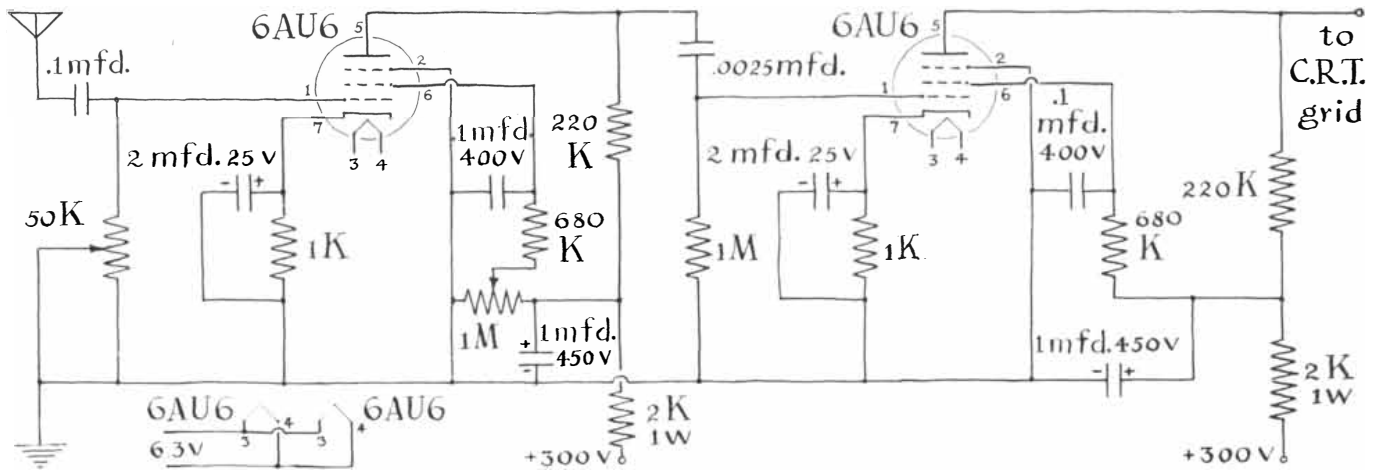 6AU6
5
2
6
1
7
3 4
.1mfd.
50K
2 mfd. 25V
- +
1K
.1mfd
400V
220
K
680
K
1M
1mfd.
450V
+
-
2K
1W
+300V
.0025mfd.
6AU6
5
2
6
1
7
3 4
1M
2 mfd. 25V
- +
1K
.1
mfd.
400V
680
K
220K
to
C.R.T.
grid
1mfd. 450V
- +
2K
1W
+300V
6AU6
3
4
6AU6
3
4
6.3V